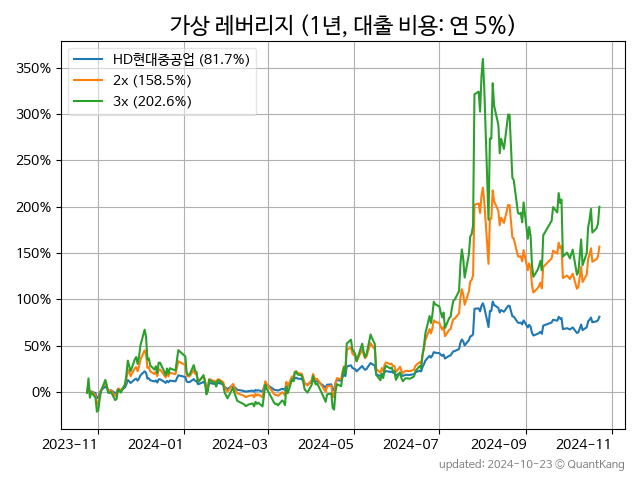 가상 레버리지 (1년, 대출 비용: 연 5%)
HD현대중공업 (81.7%)
2x (158.5%)
3x (202.6%)
350%
300%
250%
200%
150%
100%
50%
0%
2023-11 2024-01 2024-03 2024-05 2024-07 2024-09 2024-11
updated: 2024-10-23 © QuantKang